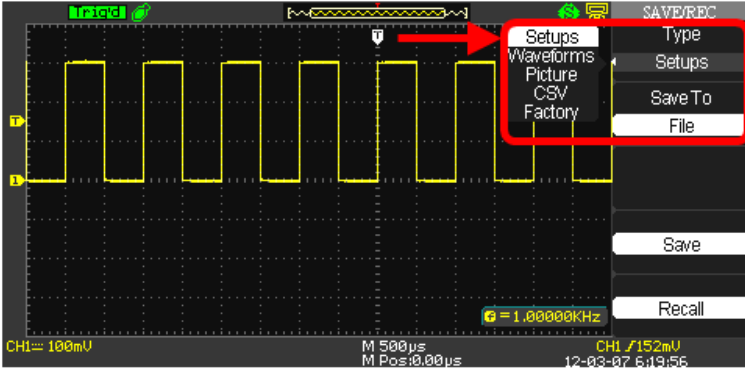 Trig'd
SAVE/REC
T
Type
Setups
Setups
Waveforms
Picture
CSV
Factory
Save To
File
T
1
Save
f = 1.00000KHz
Recall
CH1 100mV
M 500µs
CH1 152mV
M Pos:0.00µs
12-03-07 6:19:56